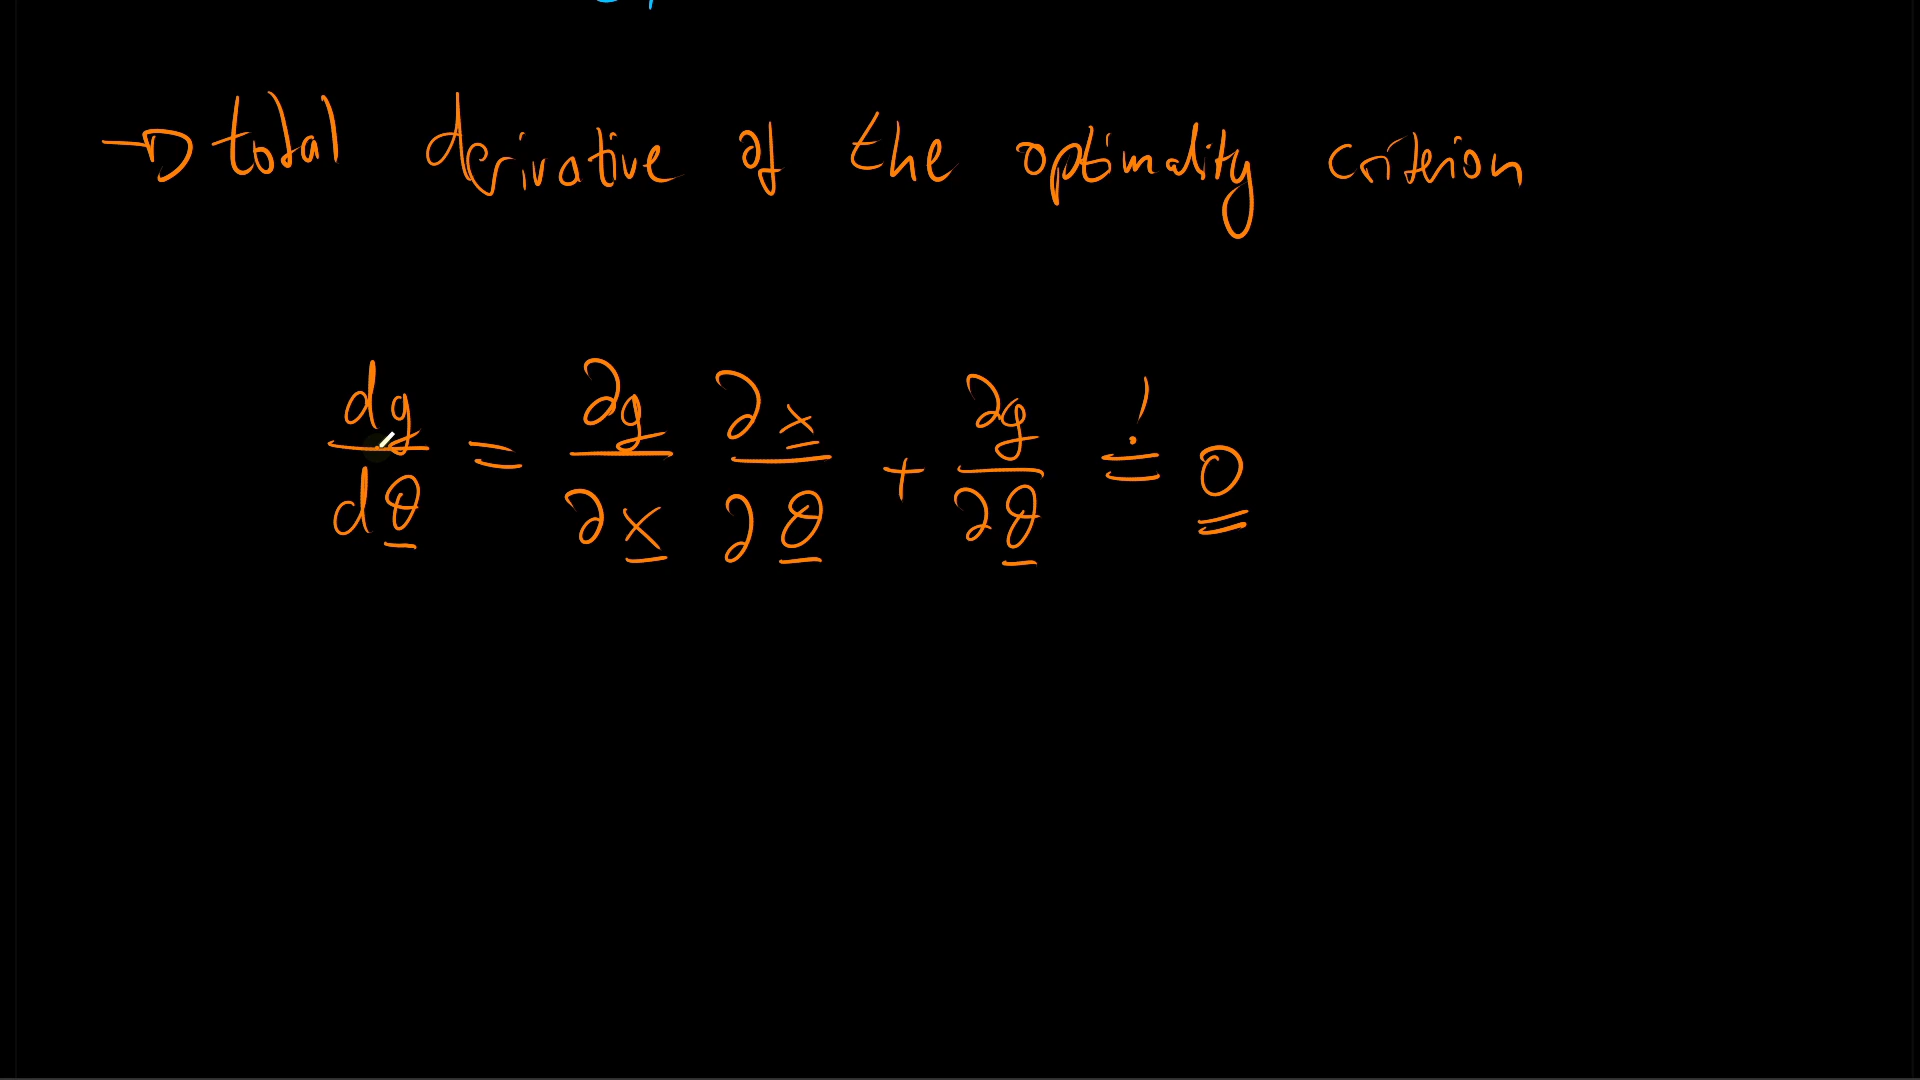 → total derivative of the optimality criterion
dg/dθ = ∂g/∂x ∂x/∂θ + ∂g/∂θ =! 0